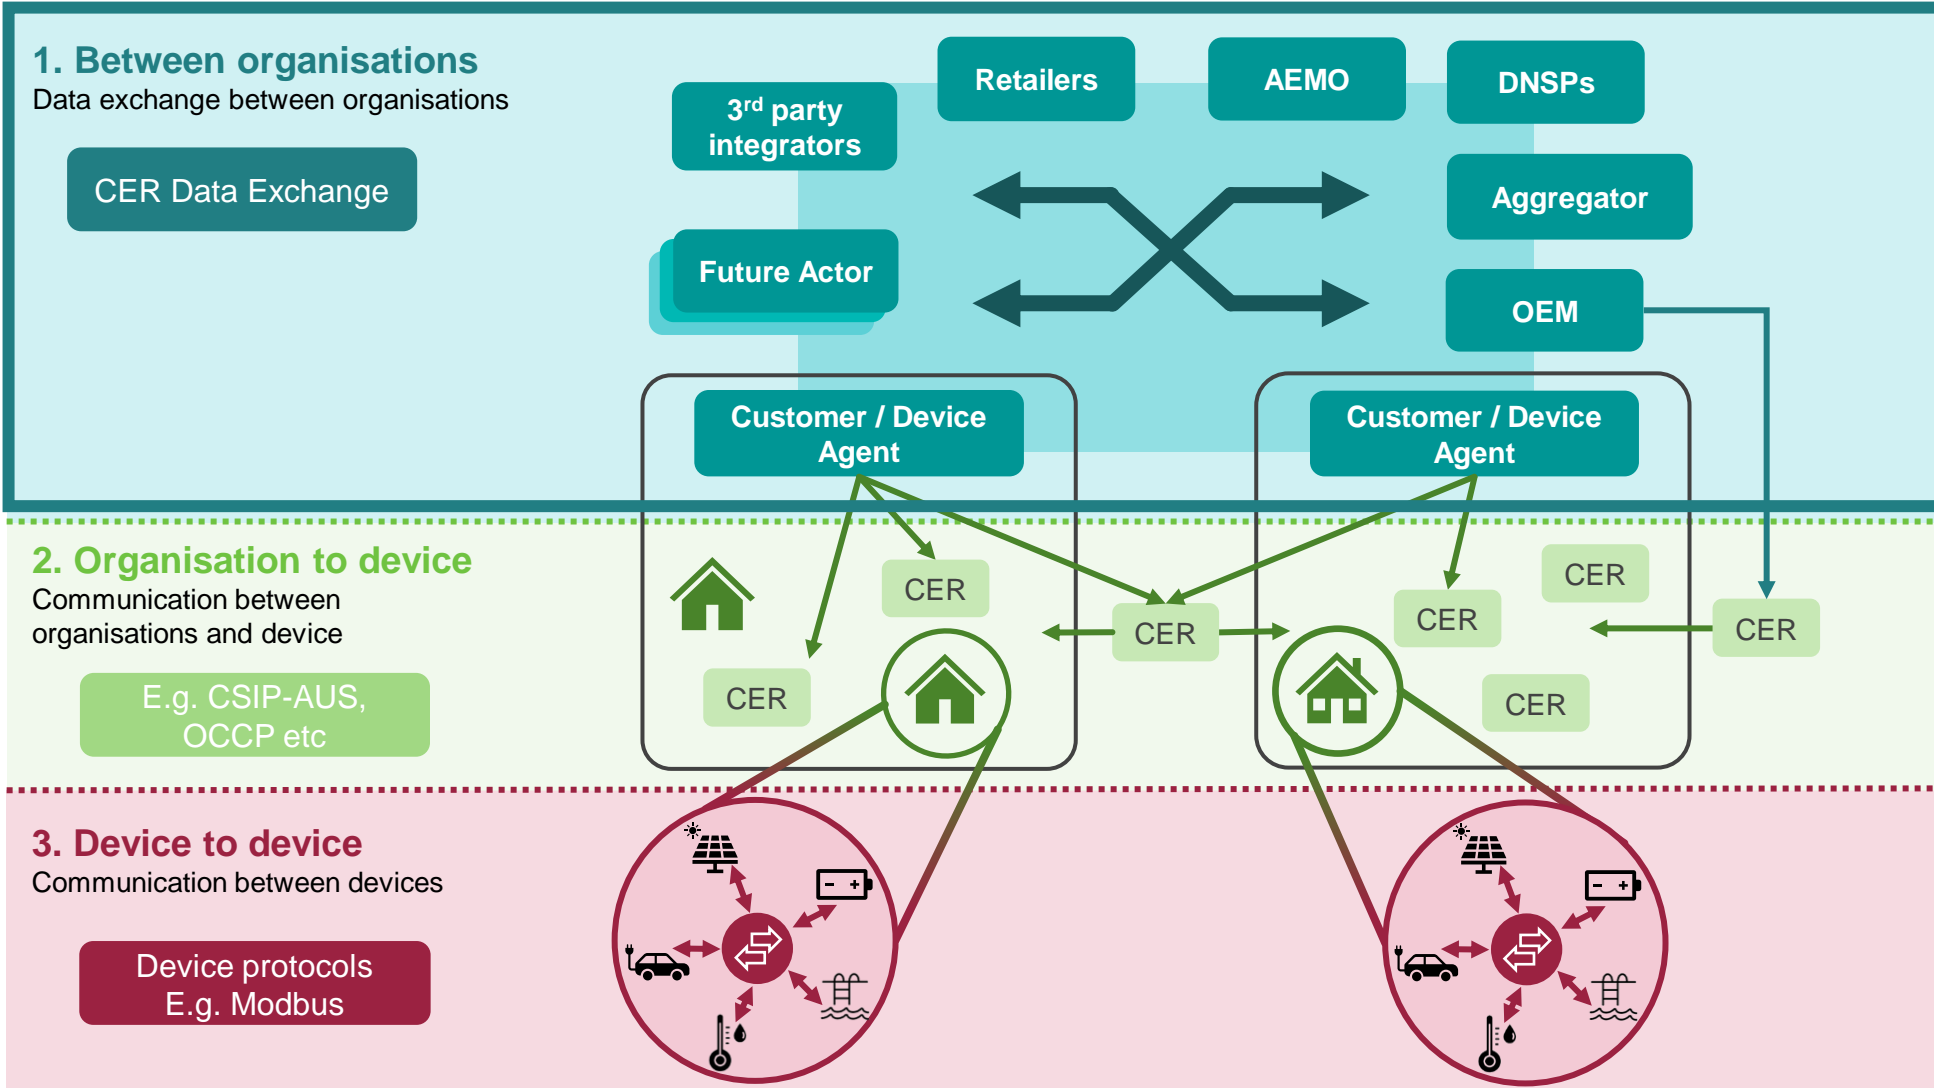 1. Between organisations
Data exchange between organisations
CER Data Exchange
3rd party
integrators
Retailers
AEMO
DNSPs
Aggregator
Future Actor
OEM
Customer / Device
Agent
Customer / Device
Agent
2. Organisation to device
Communication between
organisations and device
E.g. CSIP-AUS,
OCCP etc
CER
CER
CER
CER
CER
CER
CER
3. Device to device
Communication between devices
Device protocols
E.g. Modbus